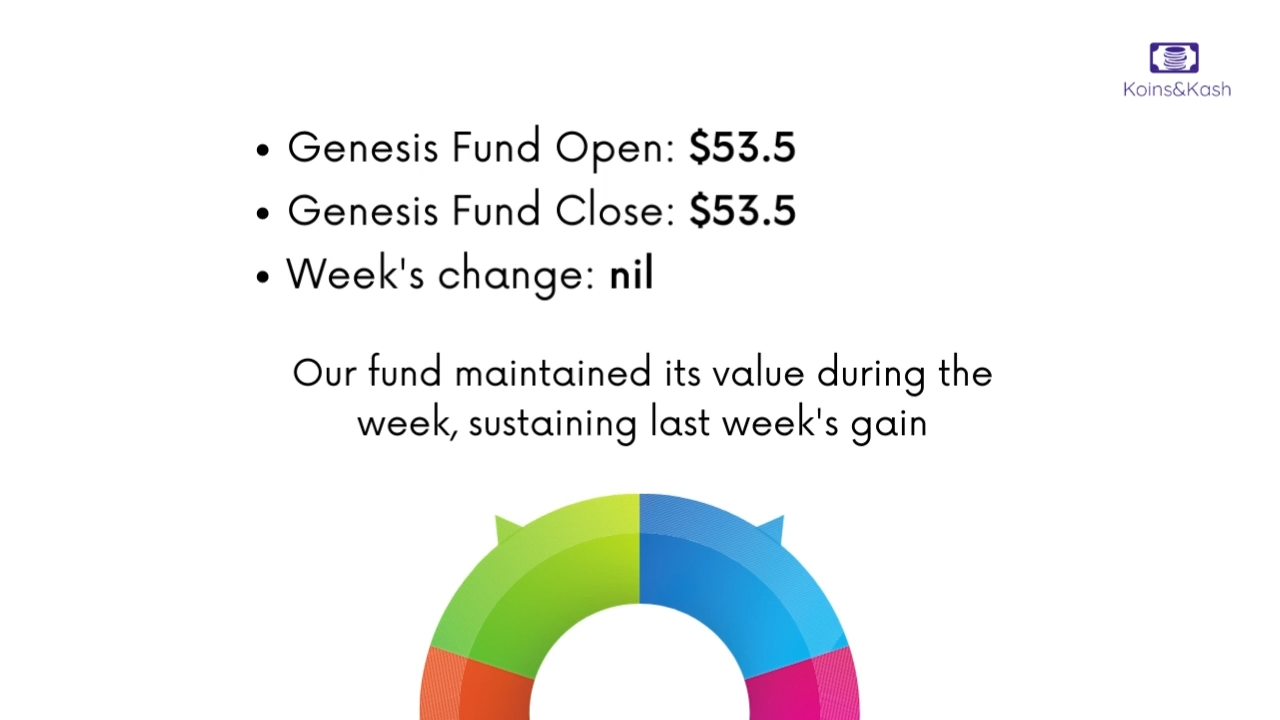 Koins&Kash
• Genesis Fund Open: $53.5
• Genesis Fund Close: $53.5
• Week's change: nil
Our fund maintained its value during the
week, sustaining last week's gain